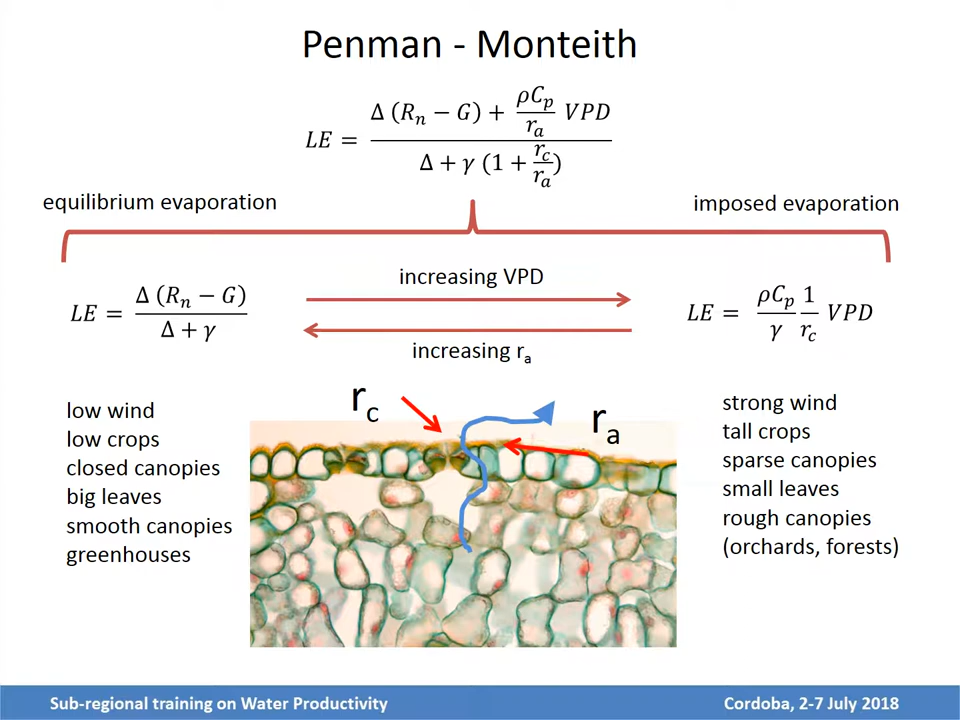 Penman - Monteith
LE = (Δ (Rₙ − G) + ρCₚ/rₐ VPD) / (Δ + γ (1 + r_c/rₐ))
equilibrium evaporation
imposed evaporation
increasing VPD
LE = Δ (Rₙ − G) / (Δ + γ)
LE = ρCₚ/γ 1/r_c VPD
increasing rₐ
low wind
low crops
closed canopies
big leaves
smooth canopies
greenhouses
r_c
rₐ
strong wind
tall crops
sparse canopies
small leaves
rough canopies
(orchards, forests)
Sub-regional training on Water Productivity
Cordoba, 2-7 July 2018